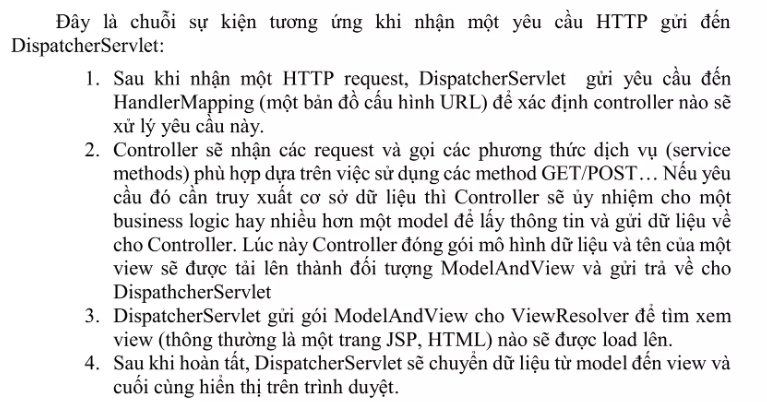 Đây là chuỗi sự kiện tương ứng khi nhận một yêu cầu HTTP gửi đến
DispatcherServlet:
1. Sau khi nhận một HTTP request, DispatcherServlet gửi yêu cầu đến
HandlerMapping (một bản đồ cấu hình URL) để xác định controller nào sẽ
xử lý yêu cầu này.
2. Controller sẽ nhận các request và gọi các phương thức dịch vụ (service
methods) phù hợp dựa trên việc sử dụng các method GET/POST… Nếu yêu
cầu đó cần truy xuất cơ sở dữ liệu thì Controller sẽ ủy nhiệm cho một
business logic hay nhiều hơn một model để lấy thông tin và gửi dữ liệu về
cho Controller. Lúc này Controller đóng gói mô hình dữ liệu và tên của một
view sẽ được tải lên thành đối tượng ModelAndView và gửi trả về cho
DispathcherServlet
3. DispatcherServlet gửi gói ModelAndView cho ViewResolver để tìm xem
view (thông thường là một trang JSP, HTML) nào sẽ được load lên.
4. Sau khi hoàn tất, DispatcherServlet sẽ chuyển dữ liệu từ model đến view và
cuối cùng hiển thị trên trình duyệt.